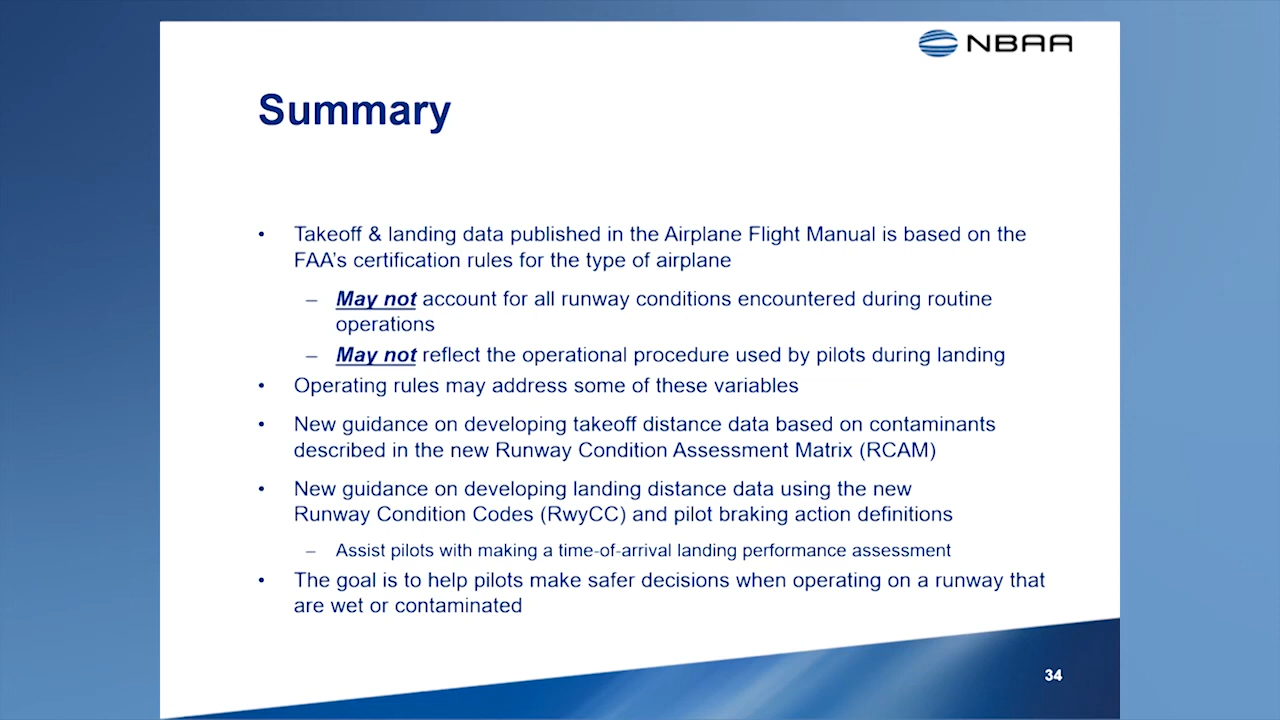 NBAA
Summary
• Takeoff & landing data published in the Airplane Flight Manual is based on the
FAA's certification rules for the type of airplane
– May not account for all runway conditions encountered during routine
operations
– May not reflect the operational procedure used by pilots during landing
• Operating rules may address some of these variables
• New guidance on developing takeoff distance data based on contaminants
described in the new Runway Condition Assessment Matrix (RCAM)
• New guidance on developing landing distance data using the new
Runway Condition Codes (RwyCC) and pilot braking action definitions
– Assist pilots with making a time-of-arrival landing performance assessment
• The goal is to help pilots make safer decisions when operating on a runway that
are wet or contaminated
34